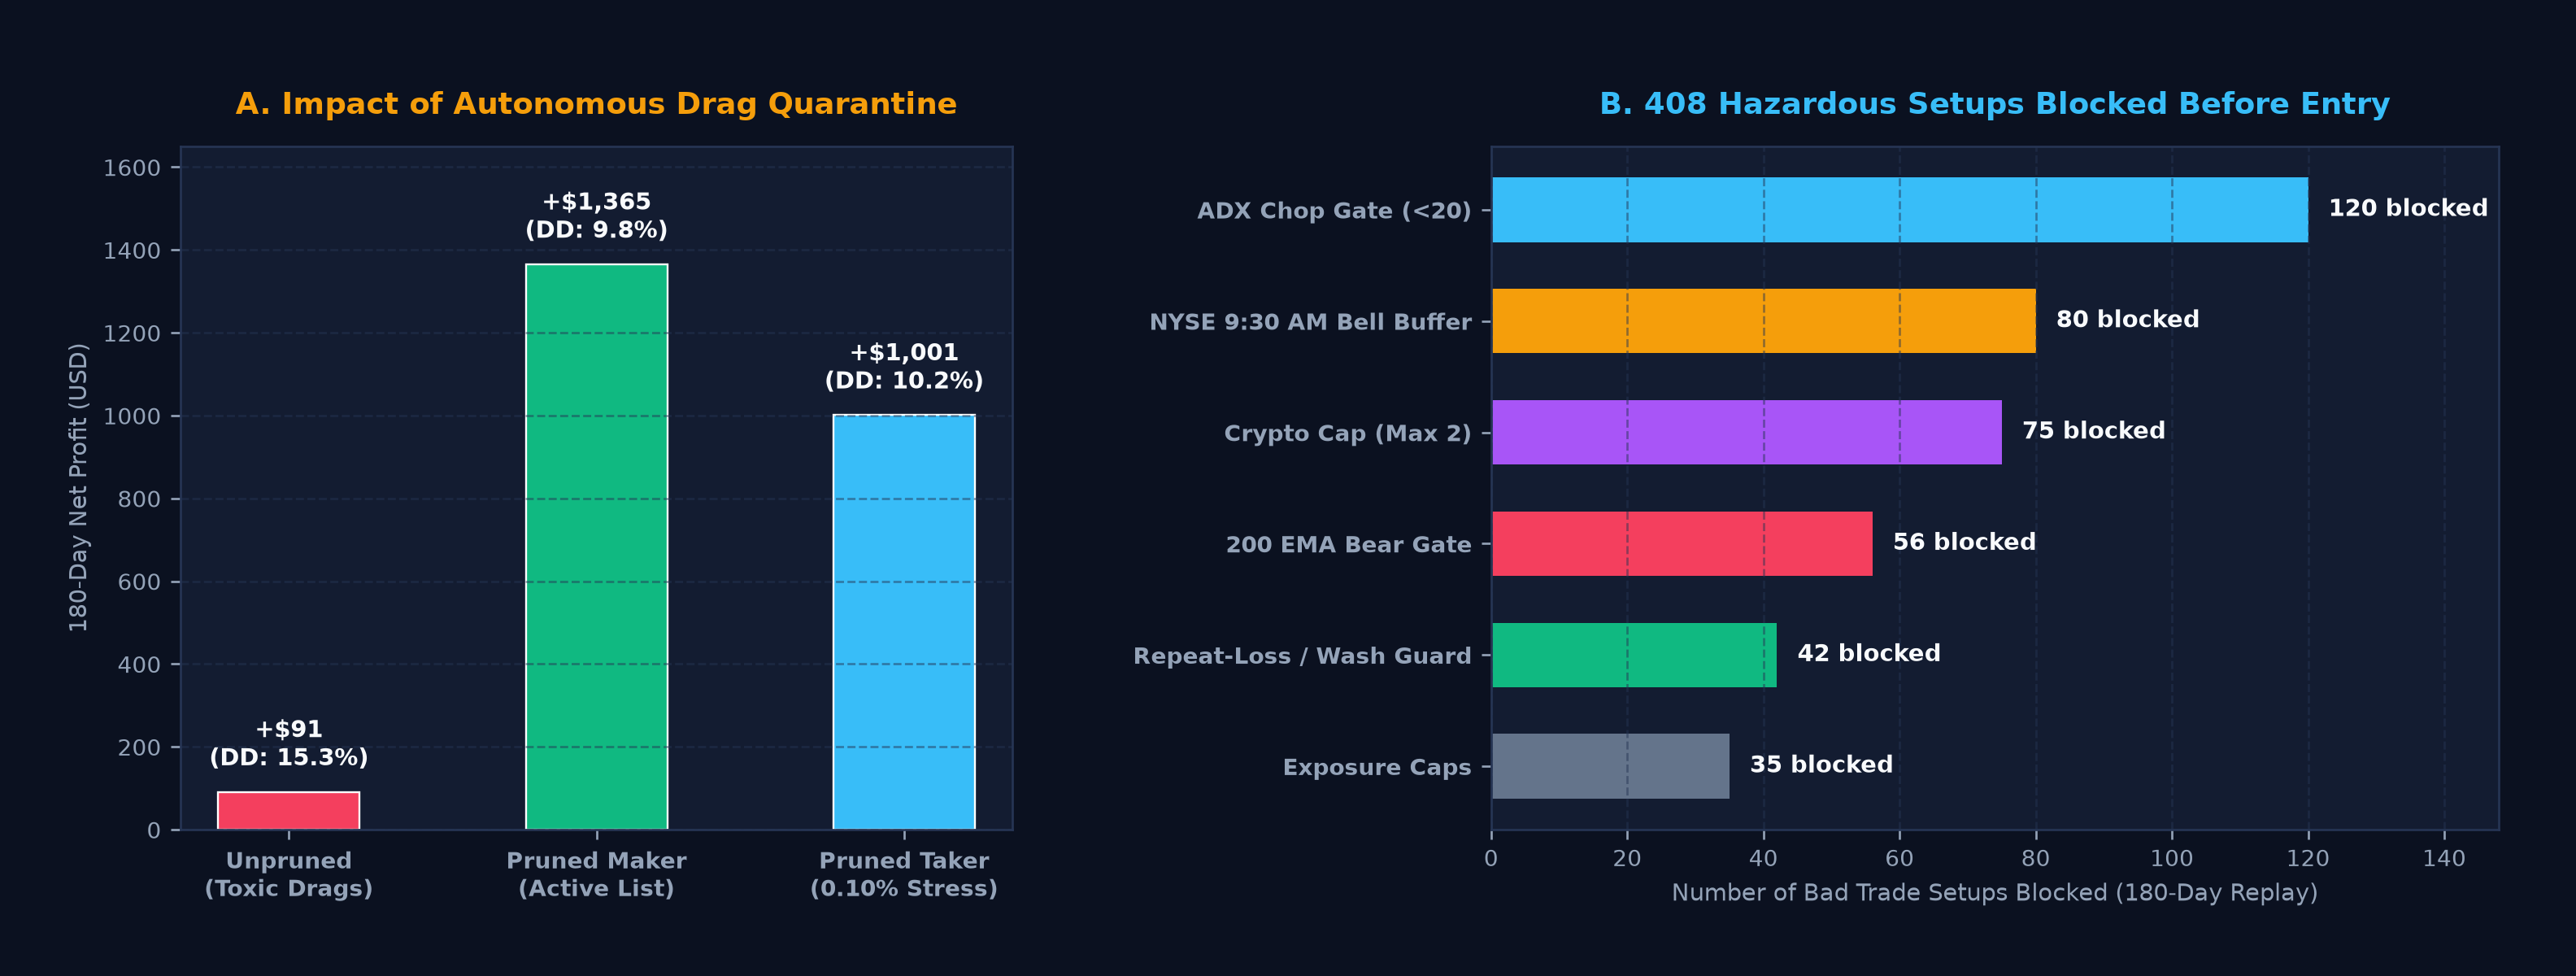 A. Impact of Autonomous Drag Quarantine
180-Day Net Profit (USD)
1600
1400
1200
1000
800
600
400
200
0
+$91
(DD: 15.3%)
+$1,365
(DD: 9.8%)
+$1,001
(DD: 10.2%)
Unpruned
(Toxic Drags)
Pruned Maker
(Active List)
Pruned Taker
(0.10% Stress)
B. 408 Hazardous Setups Blocked Before Entry
ADX Chop Gate (<20)
120 blocked
NYSE 9:30 AM Bell Buffer
80 blocked
Crypto Cap (Max 2)
75 blocked
200 EMA Bear Gate
56 blocked
Repeat-Loss / Wash Guard
42 blocked
Exposure Caps
35 blocked
0
20
40
60
80
100
120
140
Number of Bad Trade Setups Blocked (180-Day Replay)